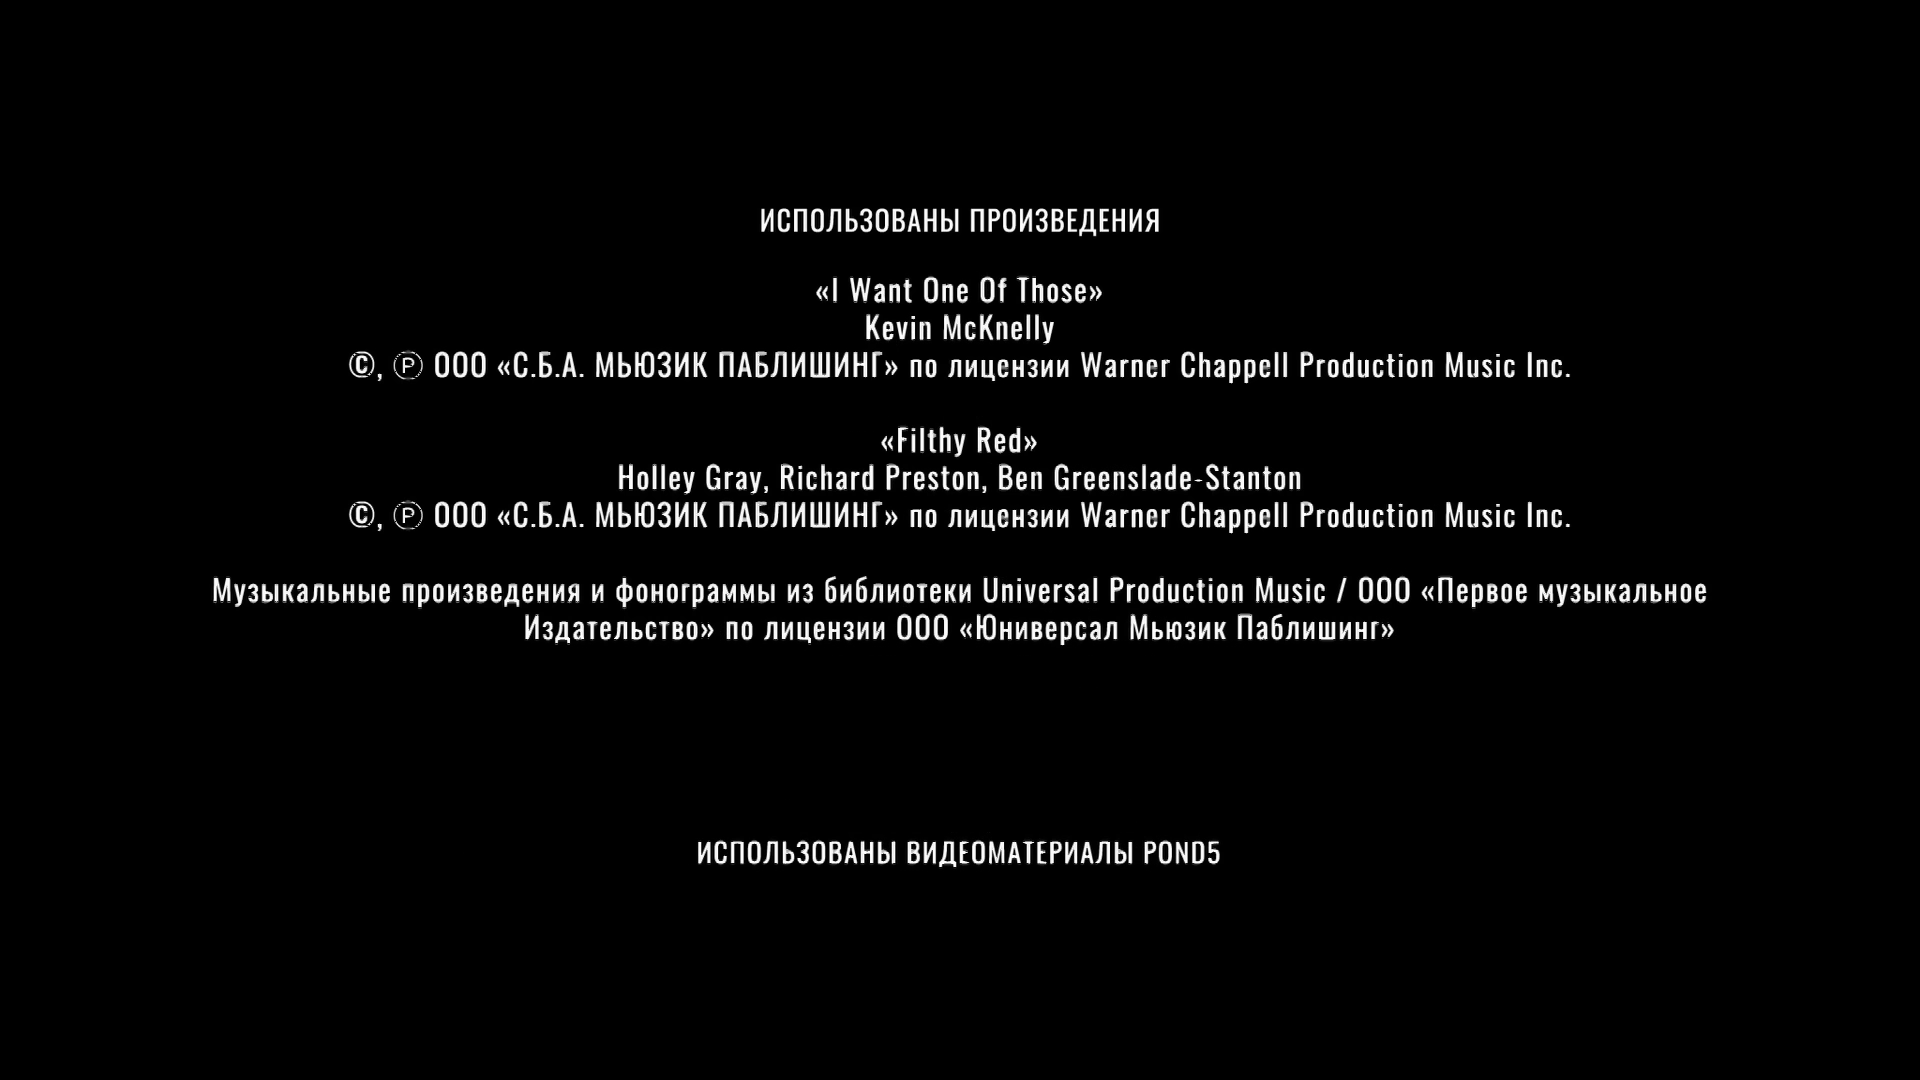 ИСПОЛЬЗОВАНЫ ПРОИЗВЕДЕНИЯ
«I Want One Of Those»
Kevin McKnelly
©, Ⓟ ООО «С.Б.А. МЬЮЗИК ПАБЛИШИНГ» по лицензии Warner Chappell Production Music Inc.
«Filthy Red»
Holley Gray, Richard Preston, Ben Greenslade-Stanton
©, Ⓟ ООО «С.Б.А. МЬЮЗИК ПАБЛИШИНГ» по лицензии Warner Chappell Production Music Inc.
Музыкальные произведения и фонограммы из библиотеки Universal Production Music / ООО «Первое музыкальное
Издательство» по лицензии ООО «Юниверсал Мьюзик Паблишинг»
ИСПОЛЬЗОВАНЫ ВИДЕОМАТЕРИАЛЫ POND5